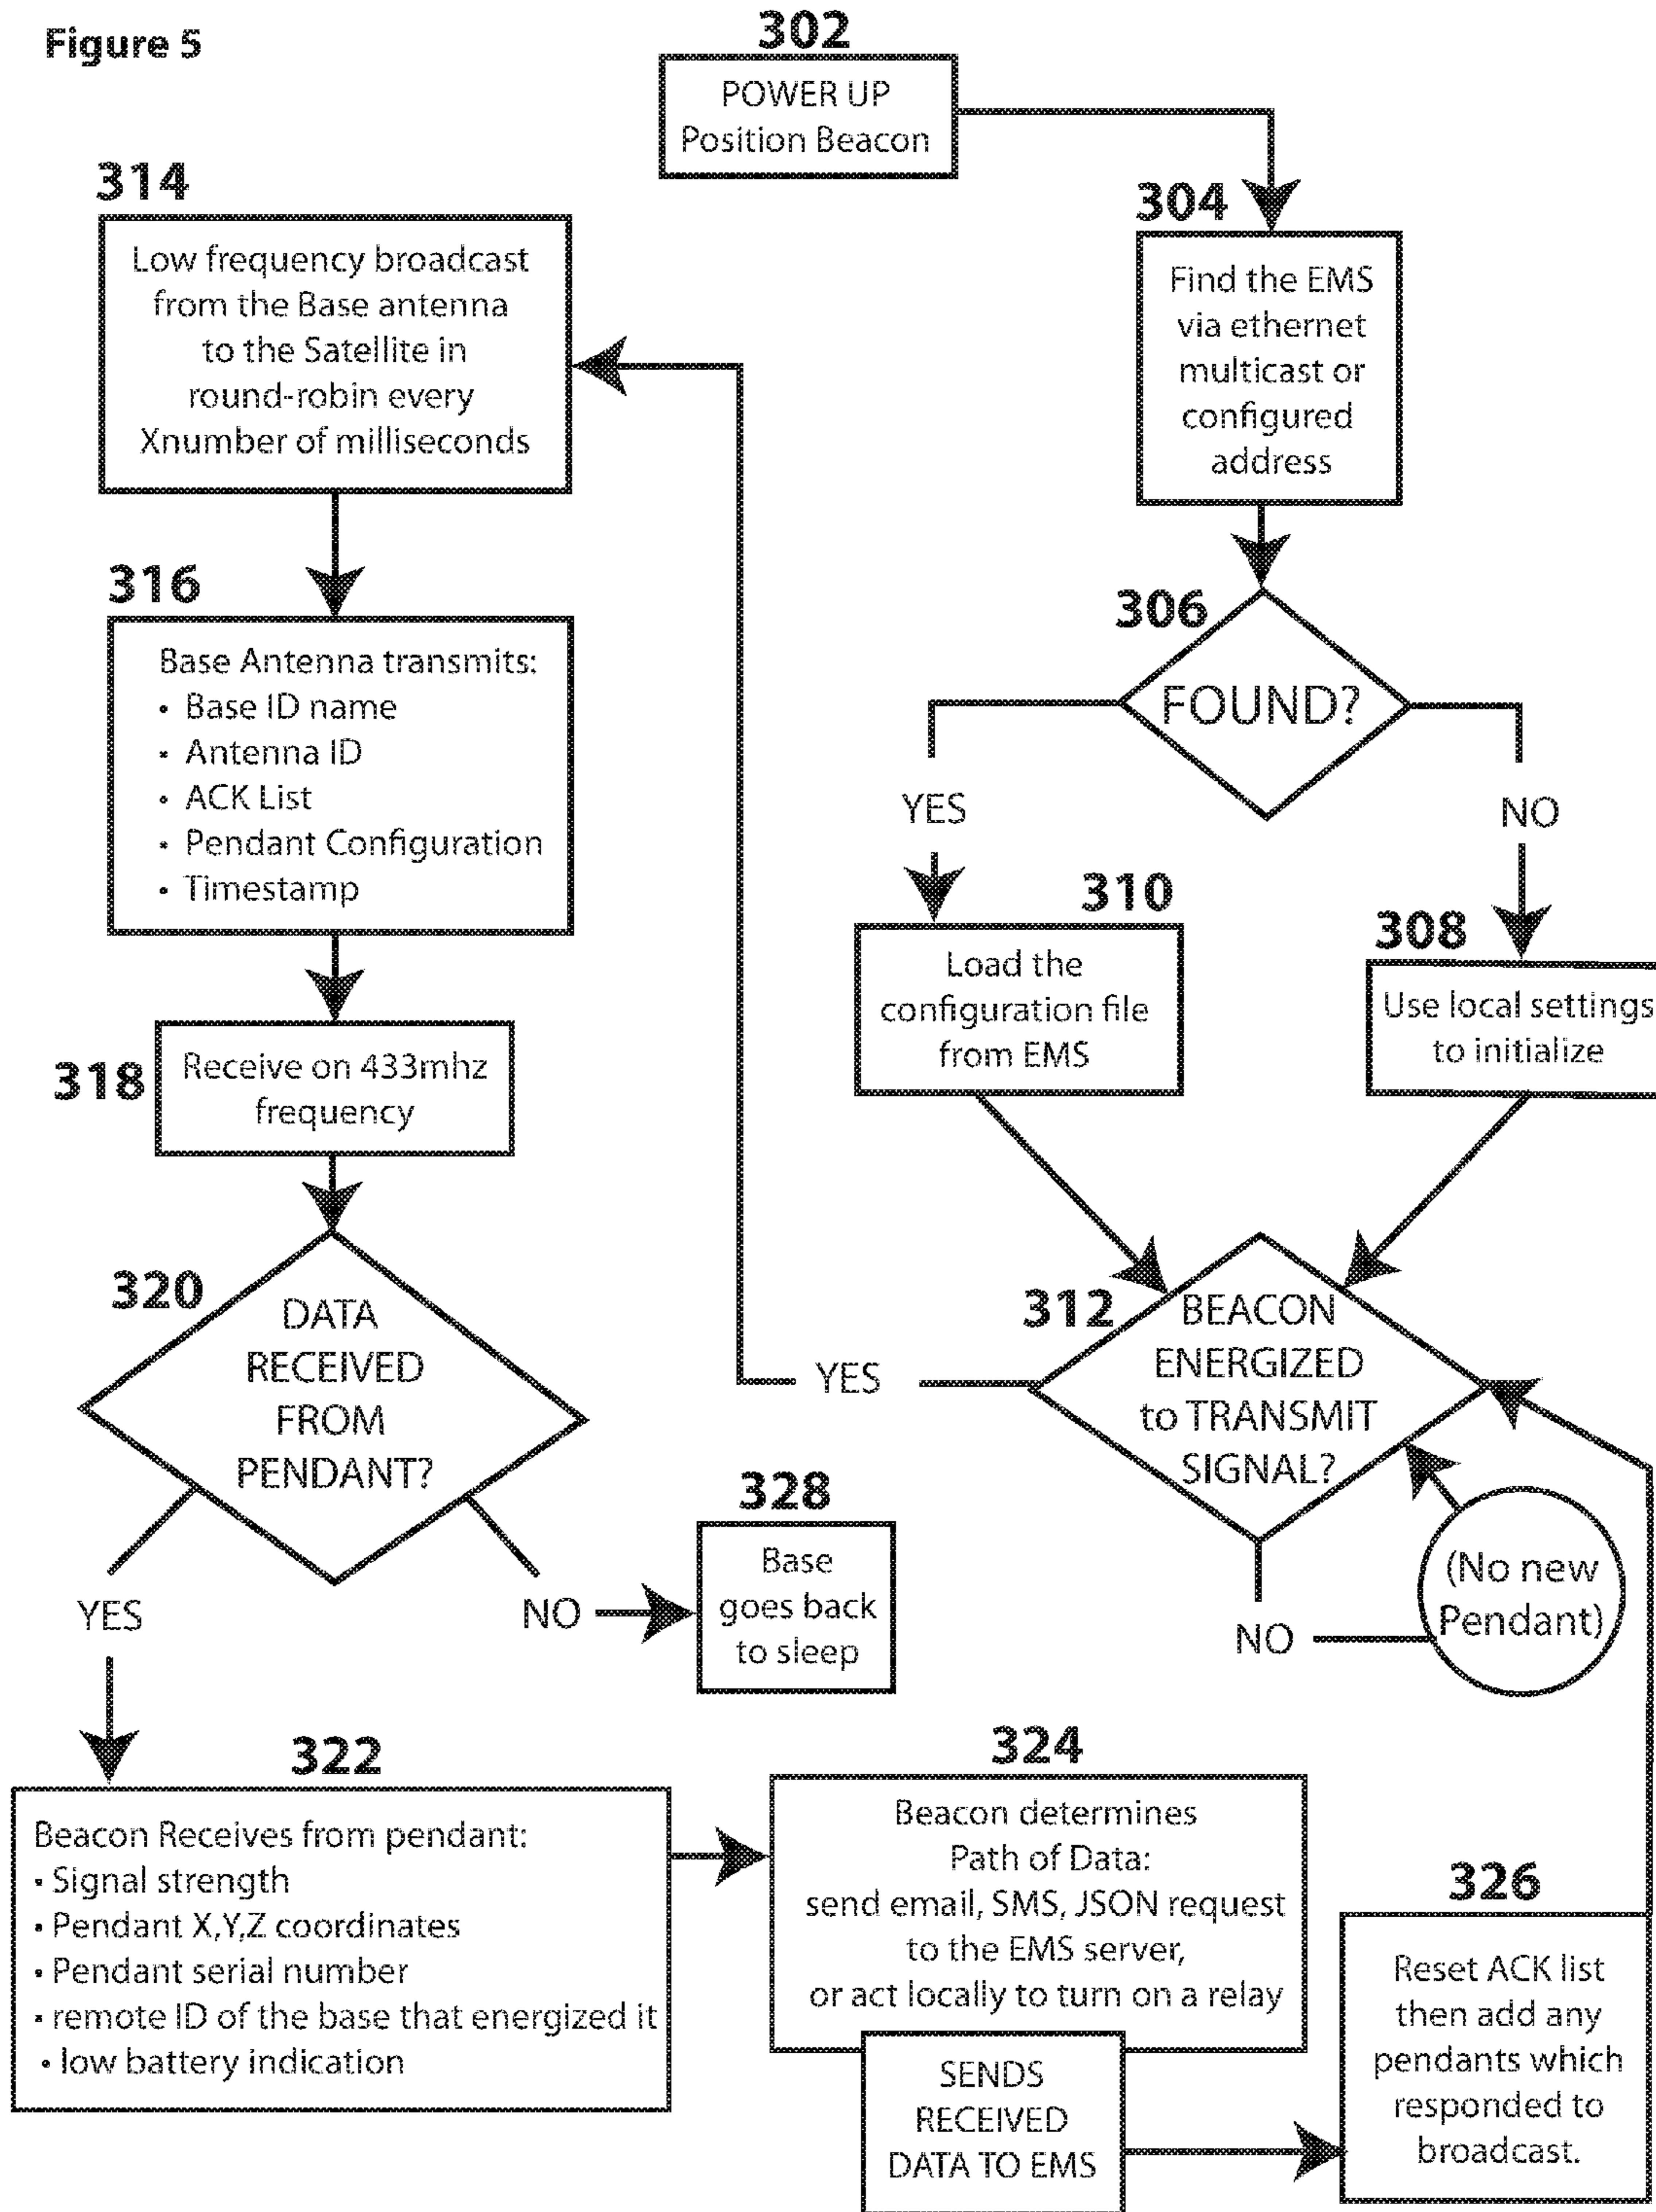 Figure 5
302
POWER UP
Position Beacon
304
Find the EMS
via ethernet
multicast or
configured
address
306
FOUND?
YES
NO
310
Load the
configuration file
from EMS
308
Use local settings
to initialize
312
BEACON
ENERGIZED
to TRANSMIT
SIGNAL?
YES
NO
(No new
Pendant)
314
Low frequency broadcast
from the Base antenna
to the Satellite in
round-robin every
Xnumber of milliseconds
316
Base Antenna transmits:
• Base ID name
• Antenna ID
• ACK List
• Pendant Configuration
• Timestamp
318
Receive on 433mhz
frequency
320
DATA
RECEIVED
FROM
PENDANT?
YES
NO
328
Base
goes back
to sleep
322
Beacon Receives from pendant:
• Signal strength
• Pendant X,Y,Z coordinates
• Pendant serial number
• remote ID of the base that energized it
• low battery indication
324
Beacon determines
Path of Data:
send email, SMS, JSON request
to the EMS server,
or act locally to turn on a relay
SENDS
RECEIVED
DATA TO EMS
326
Reset ACK list
then add any
pendants which
responded to
broadcast.